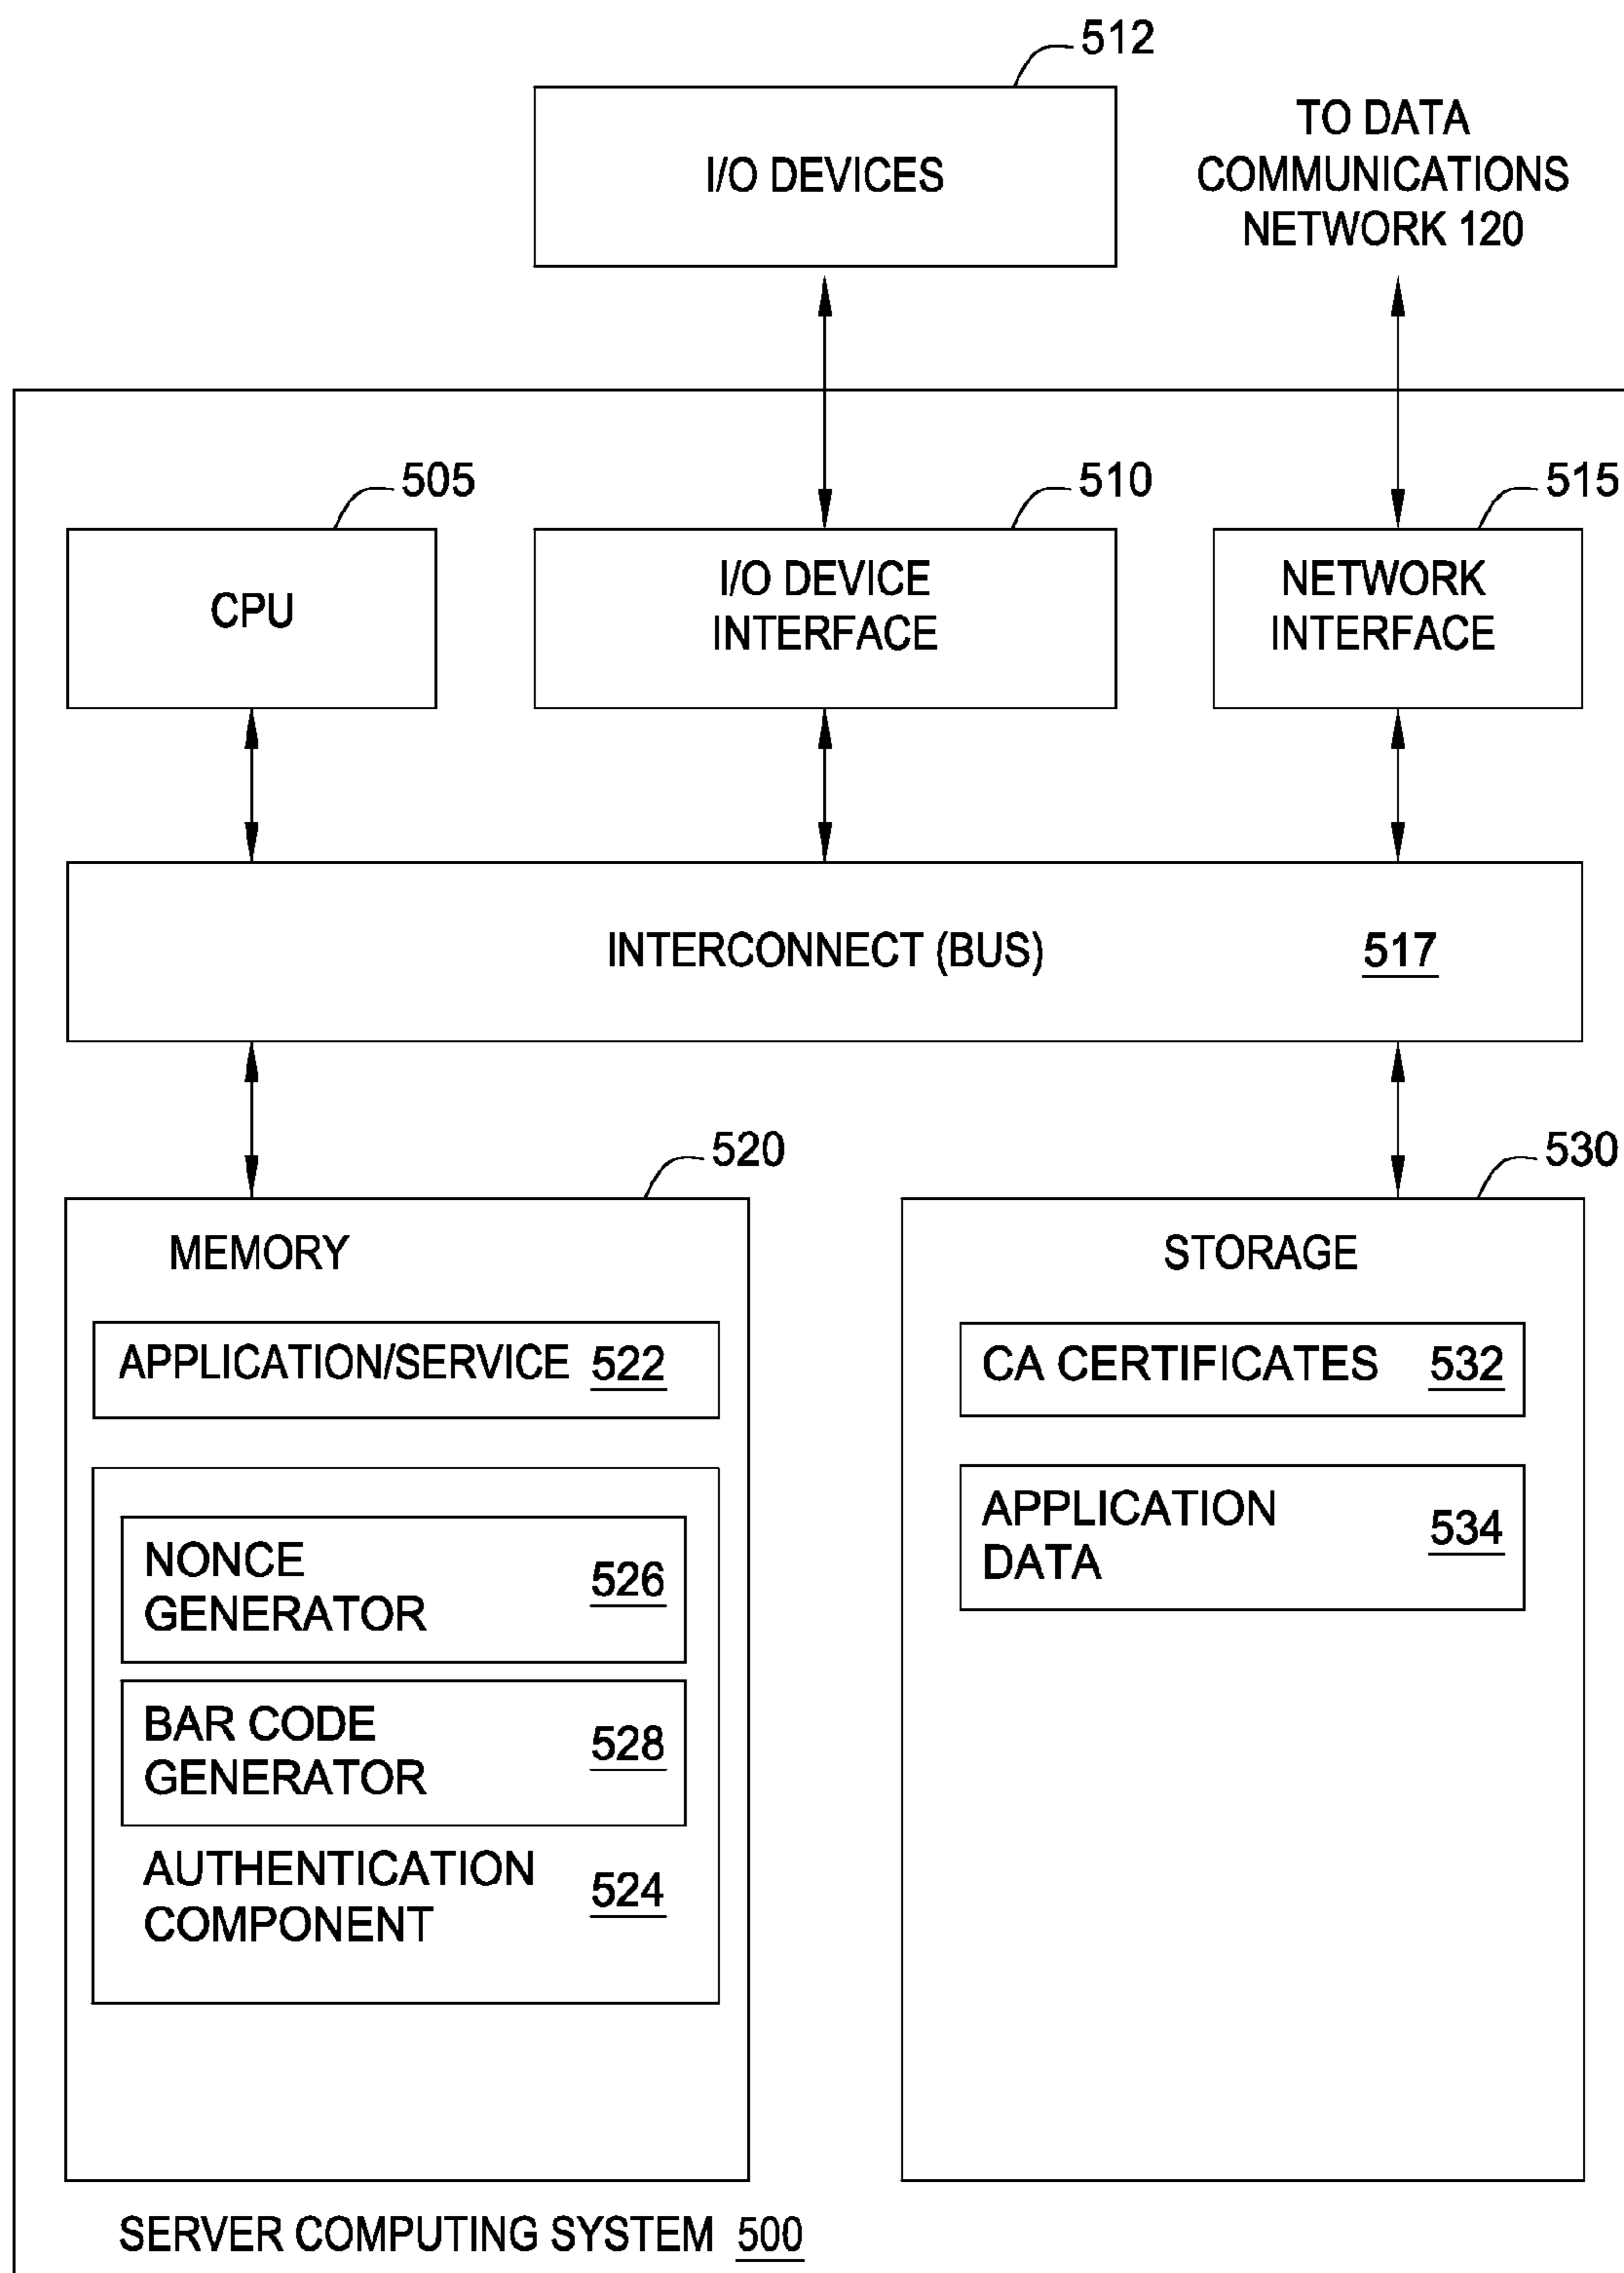 512
I/O DEVICES
TO DATA
COMMUNICATIONS
NETWORK 120
505
510
515
CPU
I/O DEVICE
INTERFACE
NETWORK
INTERFACE
INTERCONNECT (BUS) 517
520
530
MEMORY
APPLICATION/SERVICE 522
NONCE
GENERATOR
526
BAR CODE
GENERATOR
528
AUTHENTICATION
COMPONENT
524
STORAGE
CA CERTIFICATES 532
APPLICATION
DATA
534
SERVER COMPUTING SYSTEM 500